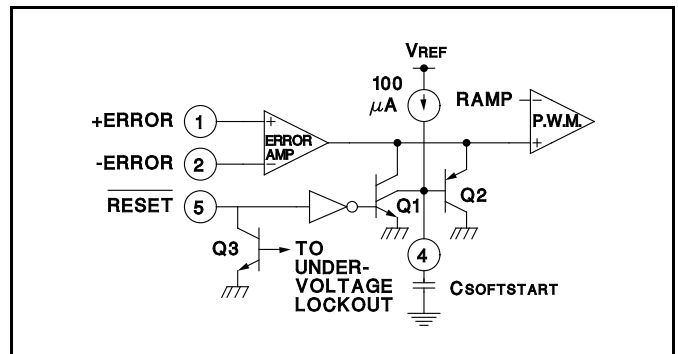 VREF
100
µA
RAMP
−
P.W.M.
+
+ERROR
1
+
ERROR
AMP
−
-ERROR
2
RESET
5
Q1
Q2
Q3
TO
UNDER-
VOLTAGE
LOCKOUT
4
CSOFTSTART